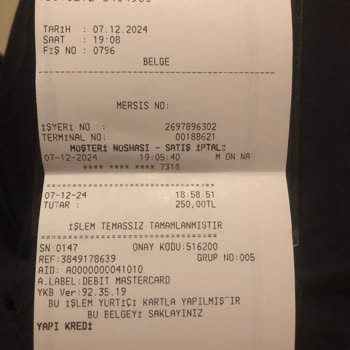 TARİH : 07.12.2024
SAAT : 19:08
FİŞ NO : 0796
BELGE
MERSIS NO:
İŞYERİ NO : 2697896302
TERMINAL NO: 00188621
MÜŞTERİ NÜSHASI - SATIŞ İPTALİ
07-12-2024 19:05:40 M ON NA
**** **** **** 7318
07-12-24 18:58:51
TUTAR : 250,00TL
İŞLEM TEMASSIZ TAMAMLANMIŞTIR
SN:0147 ONAY KODU:516200
REF:3849178639 GRUP NO:005
AID: A0000000041010
A.LABEL:DEBIT MASTERCARD
YKB Ver:92.35.19
BU İŞLEM YURTİÇİ KARTLA YAPILMIŞTIR
BU BELGEYİ SAKLAYINIZ
YAPI KREDİ